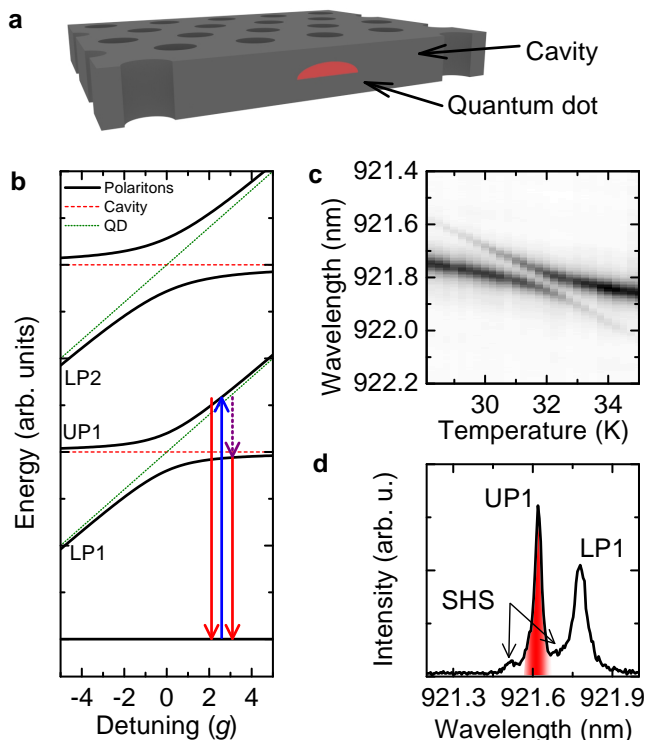 a
Cavity
Quantum dot
b
Polaritons
Cavity
QD
LP2
UP1
LP1
Energy (arb. units)
-4 -2 0 2 4
Detuning (g)
c
921.4
921.6
921.8
922.0
922.2
Wavelength (nm)
30 32 34
Temperature (K)
d
UP1
LP1
SHS
Intensity (arb. u.)
921.3 921.6 921.9
Wavelength (nm)